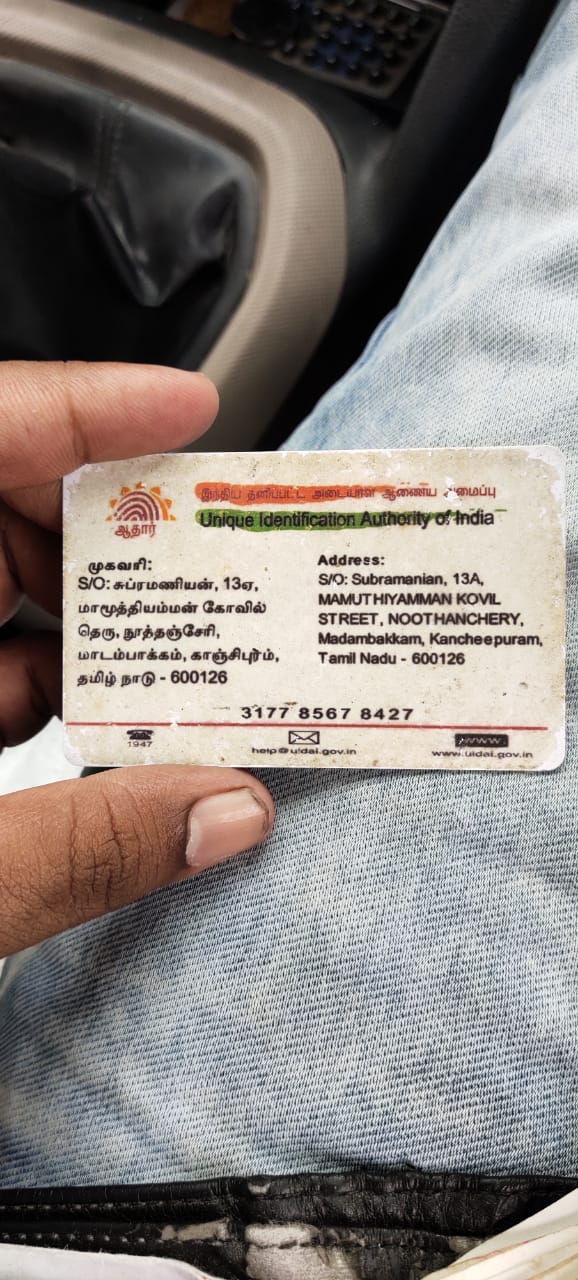 ஆதார்
இந்திய தனிப்பட்ட அடையாள ஆணைய அமைப்பு
Unique Identification Authority of India
முகவரி:
S/O: சுப்ரமணியன், 13ஏ,
மாமூத்தியம்மன் கோவில்
தெரு, நூத்தஞ்சேரி,
மாடம்பாக்கம், காஞ்சிபுரம்,
தமிழ் நாடு - 600126
Address:
S/O: Subramanian, 13A,
MAMUTHIYAMMAN KOVIL
STREET, NOOTHANCHERY,
Madambakkam, Kancheepuram,
Tamil Nadu - 600126
3177 8567 8427
1947
help@uidai.gov.in
www
www.uidai.gov.in